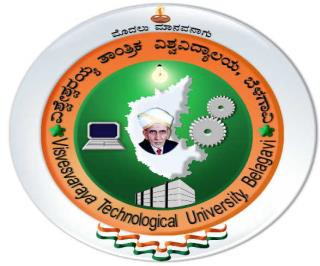 ಮೊದಲು ಮಾನವನಾಗು
ವಿಶ್ವೇಶ್ವರಯ್ಯ ತಾಂತ್ರಿಕ ವಿಶ್ವವಿದ್ಯಾಲಯ, ಬೆಳಗಾವಿ
Visvesvaraya Technological University, Belagavi